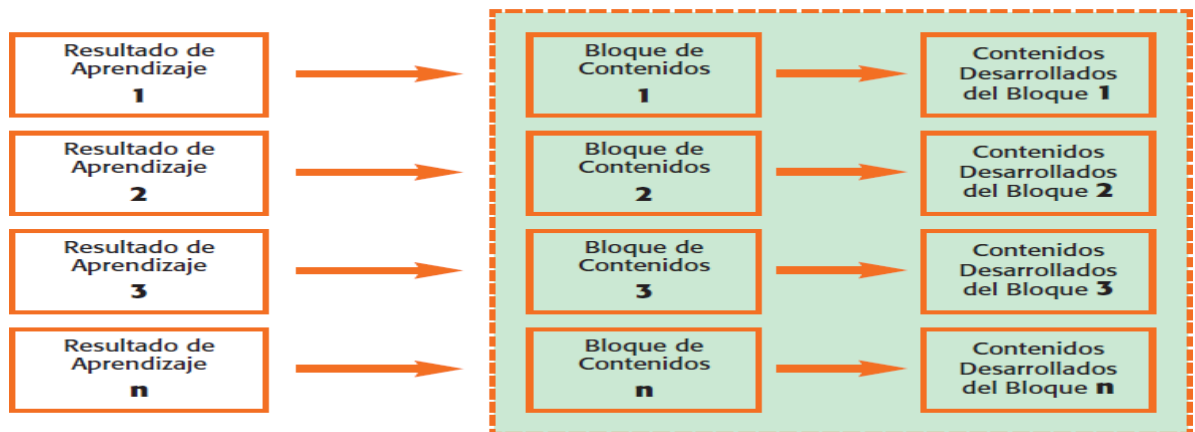 Resultado de
Aprendizaje
1
Bloque de
Contenidos
1
Contenidos
Desarrollados
del Bloque 1
Resultado de
Aprendizaje
2
Bloque de
Contenidos
2
Contenidos
Desarrollados
del Bloque 2
Resultado de
Aprendizaje
3
Bloque de
Contenidos
3
Contenidos
Desarrollados
del Bloque 3
Resultado de
Aprendizaje
n
Bloque de
Contenidos
n
Contenidos
Desarrollados
del Bloque n